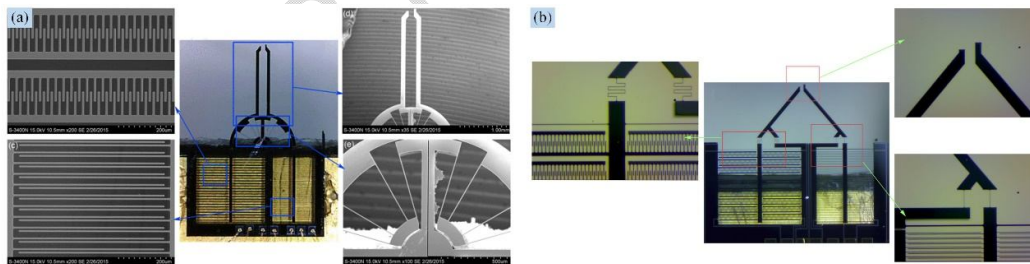 (a)
S-3400N 15.0kV 10.5mm x200 SE 2/26/2015
200um
(d)
S-3400N 15.0kV 10.5mm x35 SE 2/26/2015
1.00mm
(c)
S-3400N 15.0kV 10.5mm x200 SE 2/26/2015
200um
(e)
S-3400N 15.0kV 10.5mm x100 SE 2/26/2015
500um
(b)